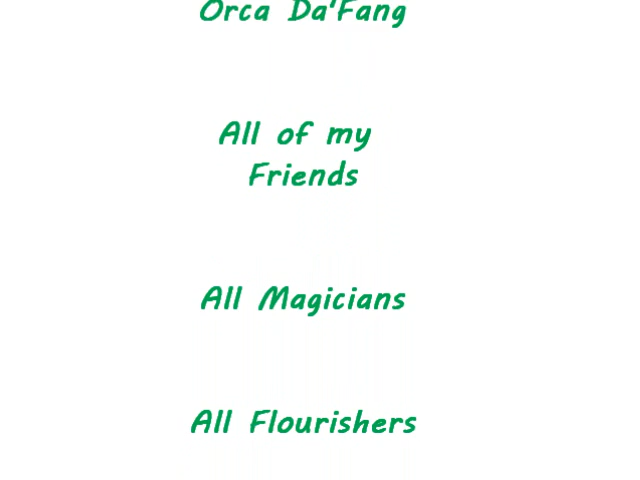 Orca Da'Fang
All of my
Friends
All Magicians
All Flourishers